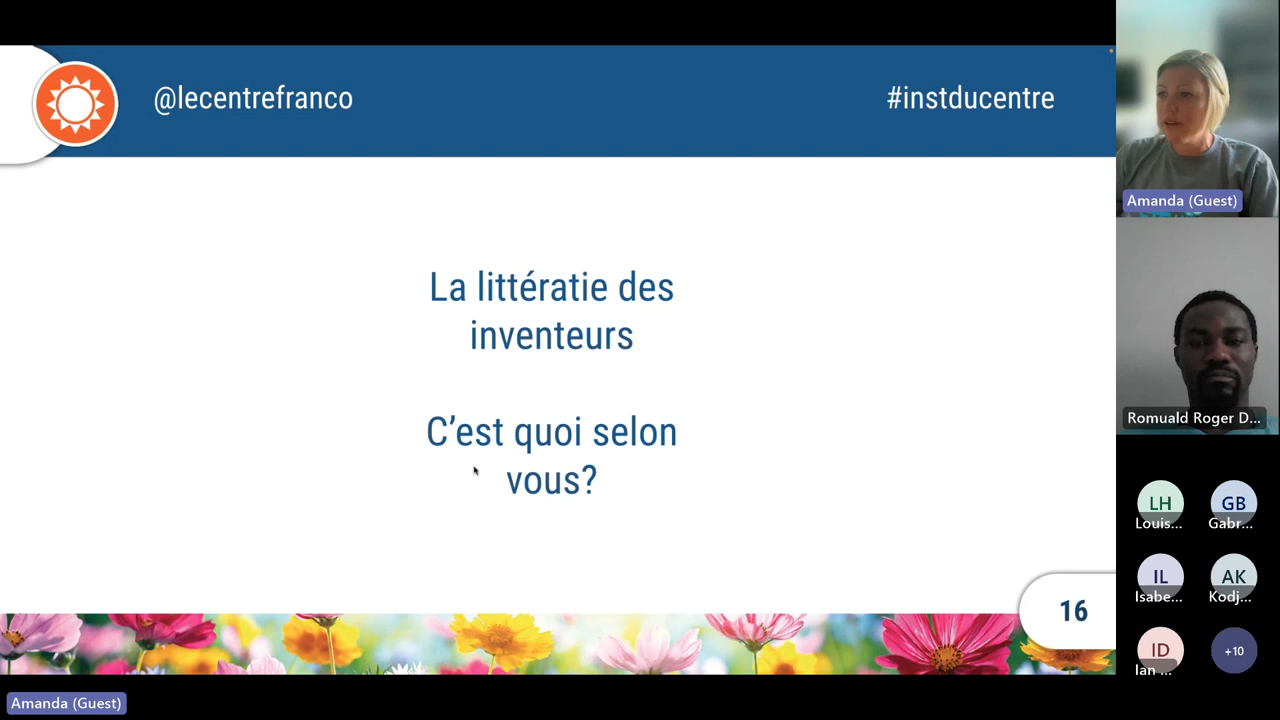 @lecentrefranco
#instducentre
La littératie des
inventeurs
C’est quoi selon
vous?
16
Amanda (Guest)
Romuald Roger D...
LH
GB
Louis...
Gabr...
IL
AK
Isabe...
Kodj...
ID
+10
Ian ...
Amanda (Guest)